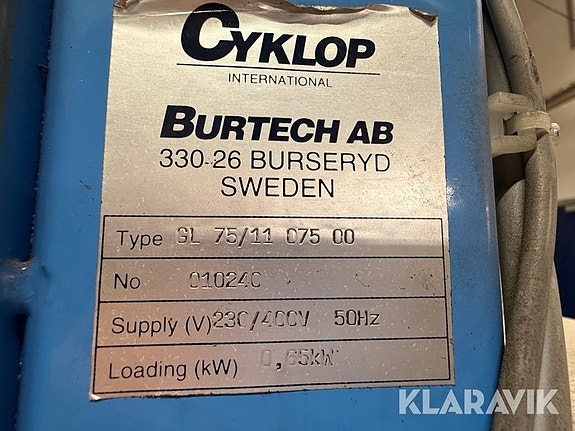 CYKLOP
INTERNATIONAL
BURTECH AB
330-26 BURSERYD
SWEDEN
Type GL 75/11 075 00
No 010240
Supply (V) 230/400V 50Hz
Loading (kW) 0,65kW
KLARAVIK